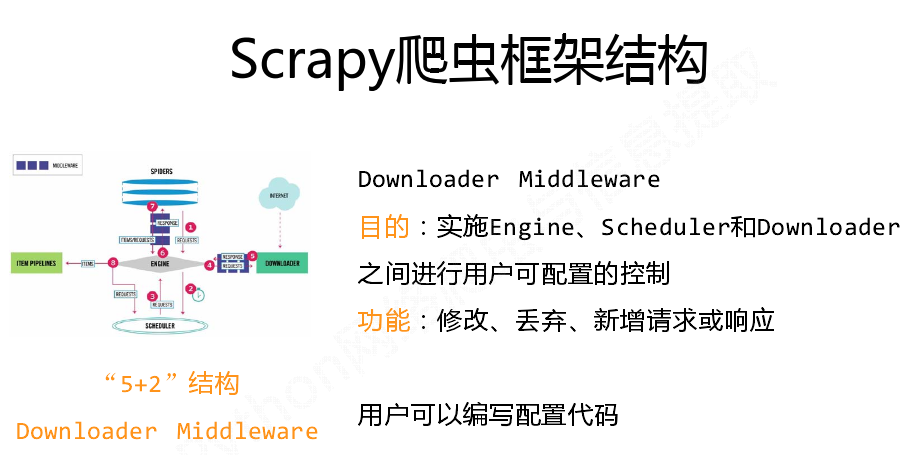 Scrapy爬虫框架结构
MIDDLEWARE
SPIDERS
INTERNET
7
RESPONSE
1
ITEMS/REQUESTS
REQUESTS
6
RESPONSE
5
ITEM PIPELINES
ITEMS
8
ENGINE
4
REQUESTS
DOWNLOADER
REQUESTS
3
REQUESTS
2
SCHEDULER
“5+2”结构
Downloader Middleware
Downloader Middleware
目的：实施Engine、Scheduler和Downloader
之间进行用户可配置的控制
功能：修改、丢弃、新增请求或响应
用户可以编写配置代码